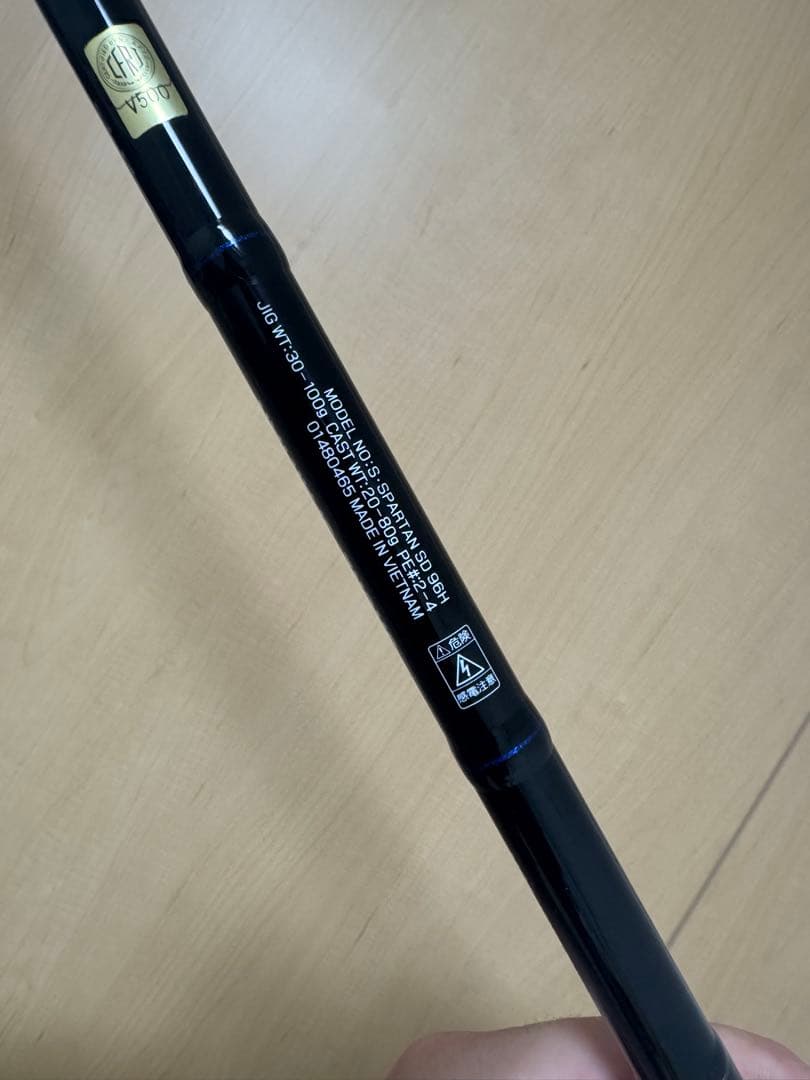 V500
MODEL NO:S·SPARTAN SD 96H
JIG WT:30-100g CAST WT:20-80g PE#:2-4
01480465 MADE IN VIETNAM
危険
感電注意